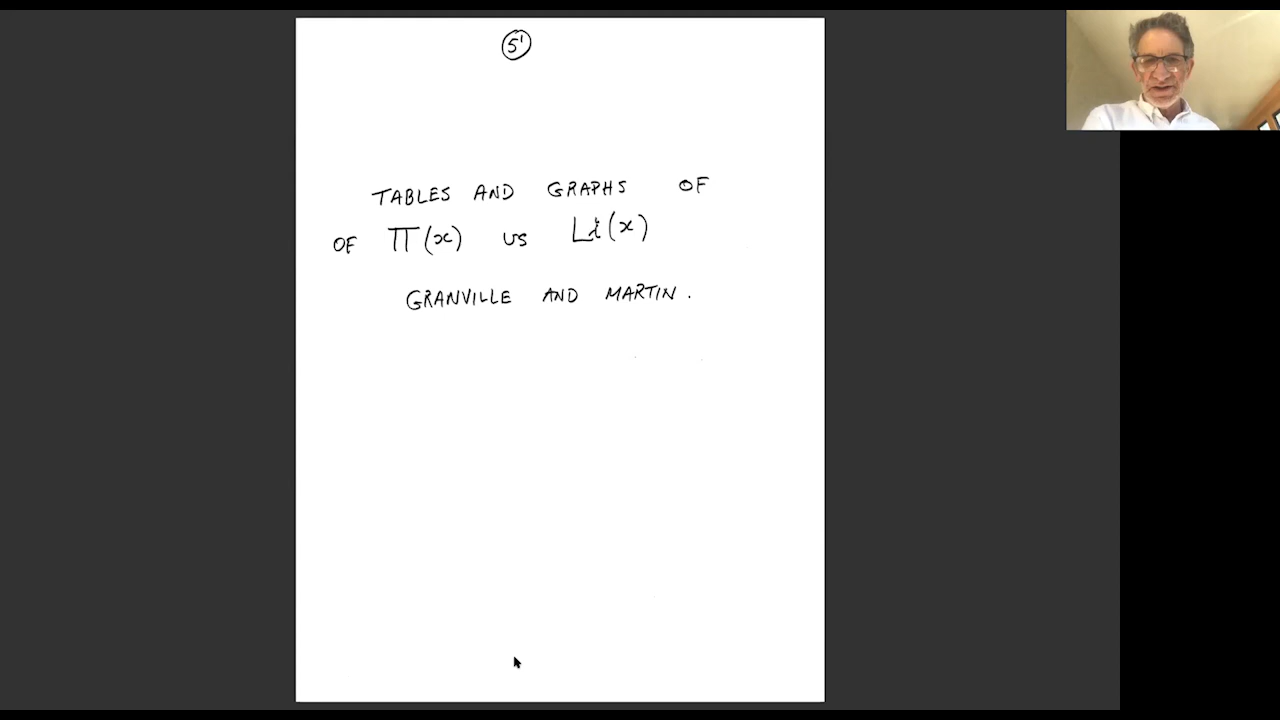 5'
TABLES AND GRAPHS OF
OF Π(x) vs Li(x)
GRANVILLE AND MARTIN.